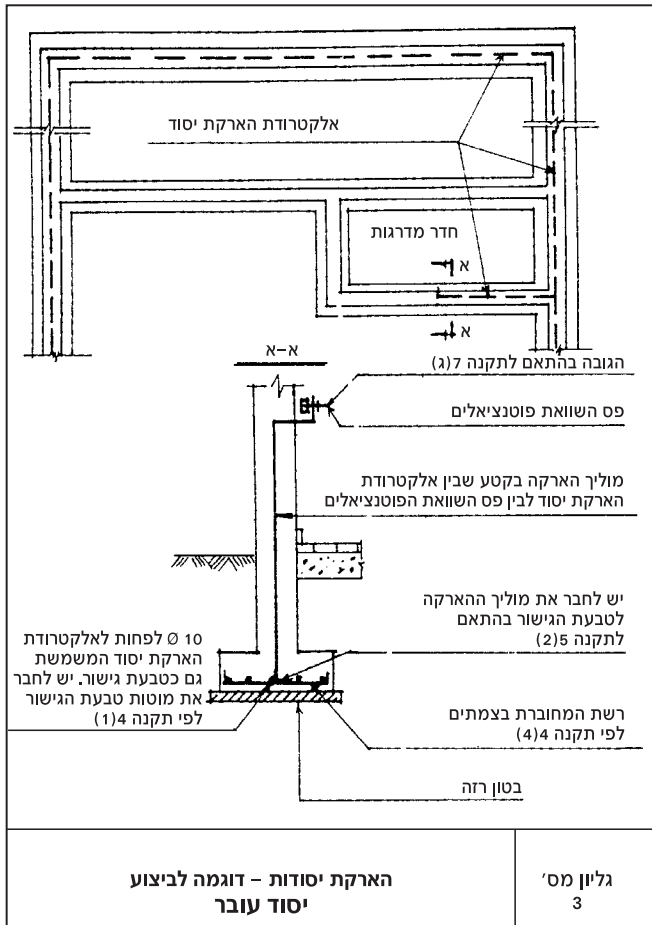 אלקטרודת הארקת יסוד
חדר מדרגות
א
א
א-א
הגובה בהתאם לתקנה 7(ג)
פס השוואת פוטנציאלים
מוליך הארקה בקטע שבין אלקטרודת
הארקת יסוד לבין פס השוואת הפוטנציאלים
יש לחבר את מוליך ההארקה
לטבעת הגישור בהתאם
לתקנה 5(2)
10 Ø לפחות לאלקטרודת
הארקת יסוד המשמשת
גם כטבעת גישור. יש לחבר
את מוטות טבעת הגישור
לפי תקנה 4(1)
רשת המחוברת בצמתים
לפי תקנה 4(4)
בטון רזה
הארקת יסודות – דוגמה לביצוע
יסוד עובר
גליון מס'
3